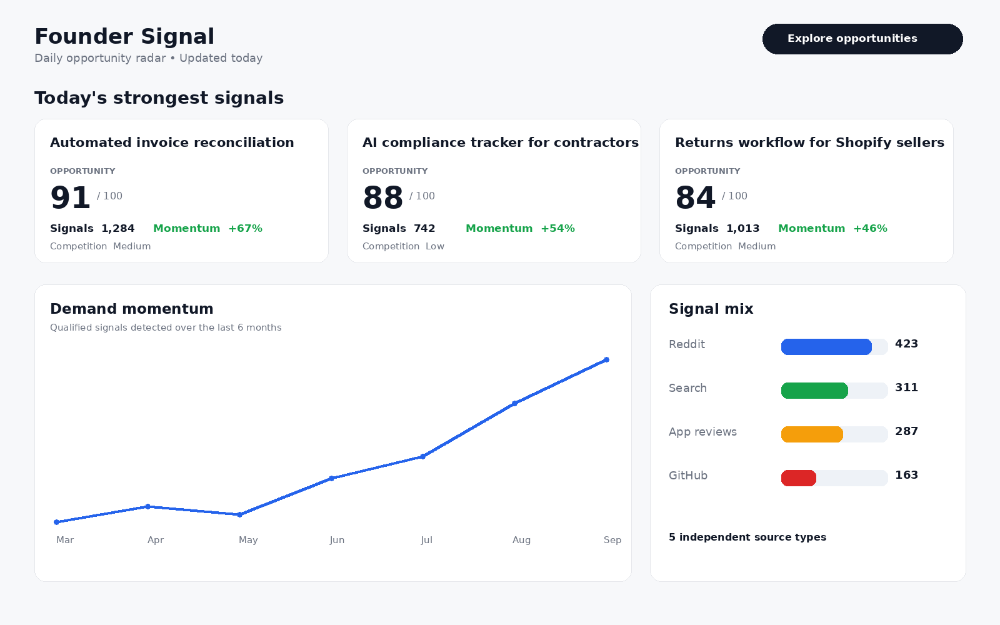 Founder Signal
Daily opportunity radar • Updated today
Explore opportunities
Today's strongest signals
Automated invoice reconciliation
OPPORTUNITY
91 / 100
Signals 1,284 Momentum +67%
Competition Medium
AI compliance tracker for contractors
OPPORTUNITY
88 / 100
Signals 742 Momentum +54%
Competition Low
Returns workflow for Shopify sellers
OPPORTUNITY
84 / 100
Signals 1,013 Momentum +46%
Competition Medium
Demand momentum
Qualified signals detected over the last 6 months
Mar Apr May Jun Jul Aug Sep
Signal mix
Reddit 423
Search 311
App reviews 287
GitHub 163
5 independent source types